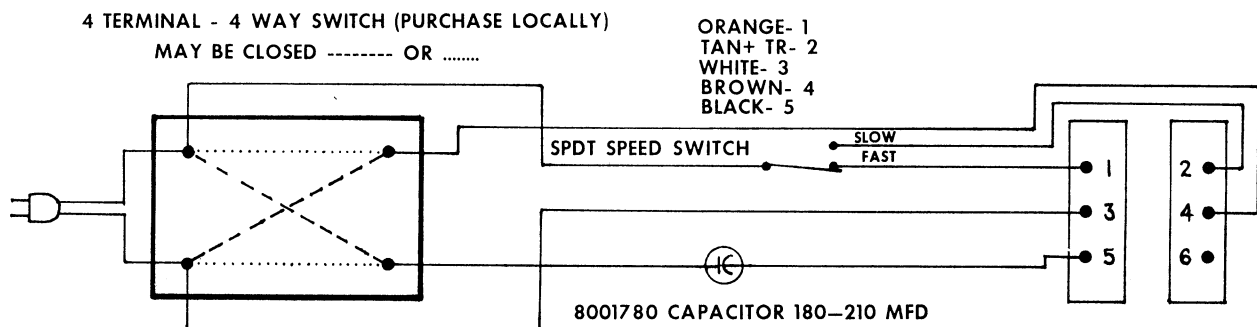 4 TERMINAL - 4 WAY SWITCH (PURCHASE LOCALLY)
MAY BE CLOSED -------- OR ........
ORANGE- 1
TAN+ TR- 2
WHITE- 3
BROWN- 4
BLACK- 5
SPDT SPEED SWITCH
SLOW
FAST
1
2
3
4
5
6
8001780 CAPACITOR 180—210 MFD